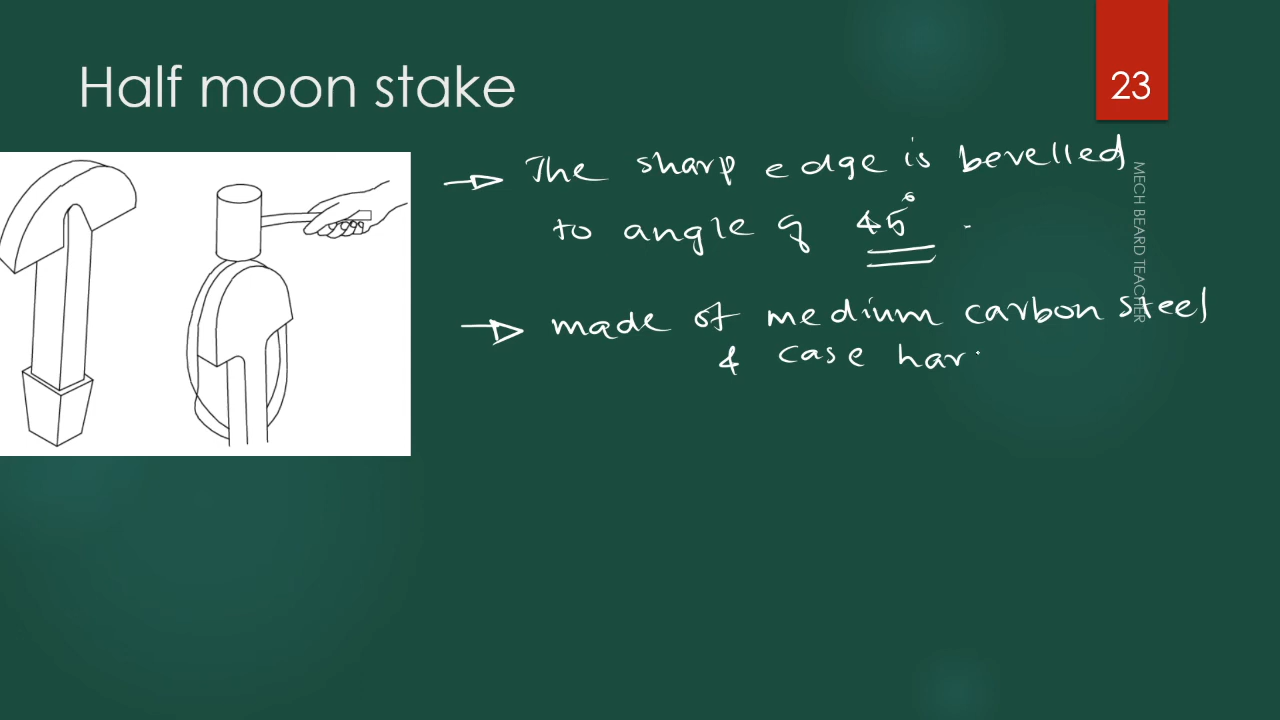 Half moon stake
23
→ The sharp edge is bevelled
to angle of 45°.
→ made of medium carbon steel
& case har
MECH BEARD TEACHER